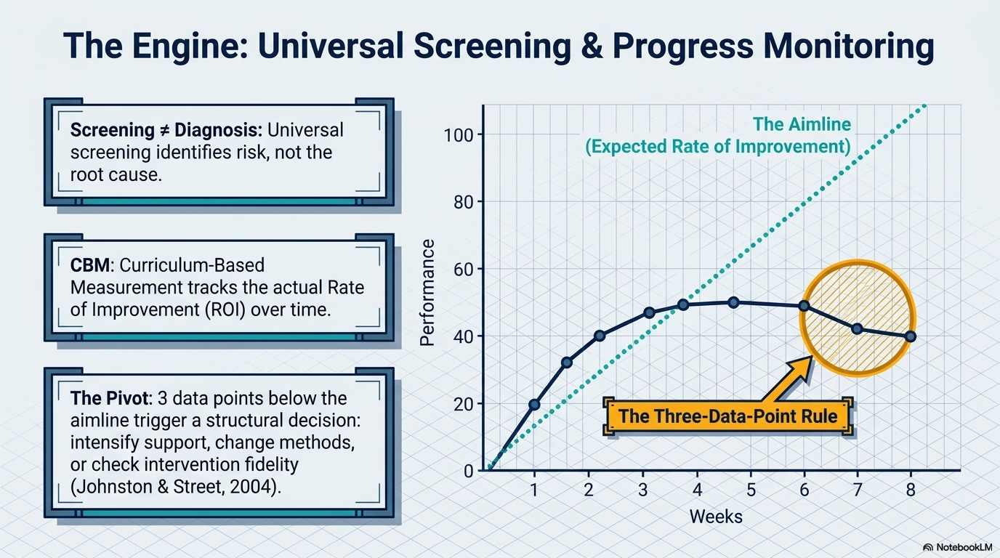 The Engine: Universal Screening & Progress Monitoring
Screening ≠ Diagnosis: Universal
screening identifies risk, not the
root cause.
CBM: Curriculum-Based
Measurement tracks the actual Rate
of Improvement (ROI) over time.
The Pivot: 3 data points below the
aimline trigger a structural decision:
intensify support, change methods,
or check intervention fidelity
(Johnston & Street, 2004).
The Aimline
(Expected Rate of Improvement)
100
80
60
40
20
0
Performance
The Three-Data-Point Rule
1 2 3 4 5 6 7 8
Weeks
NotebookLM